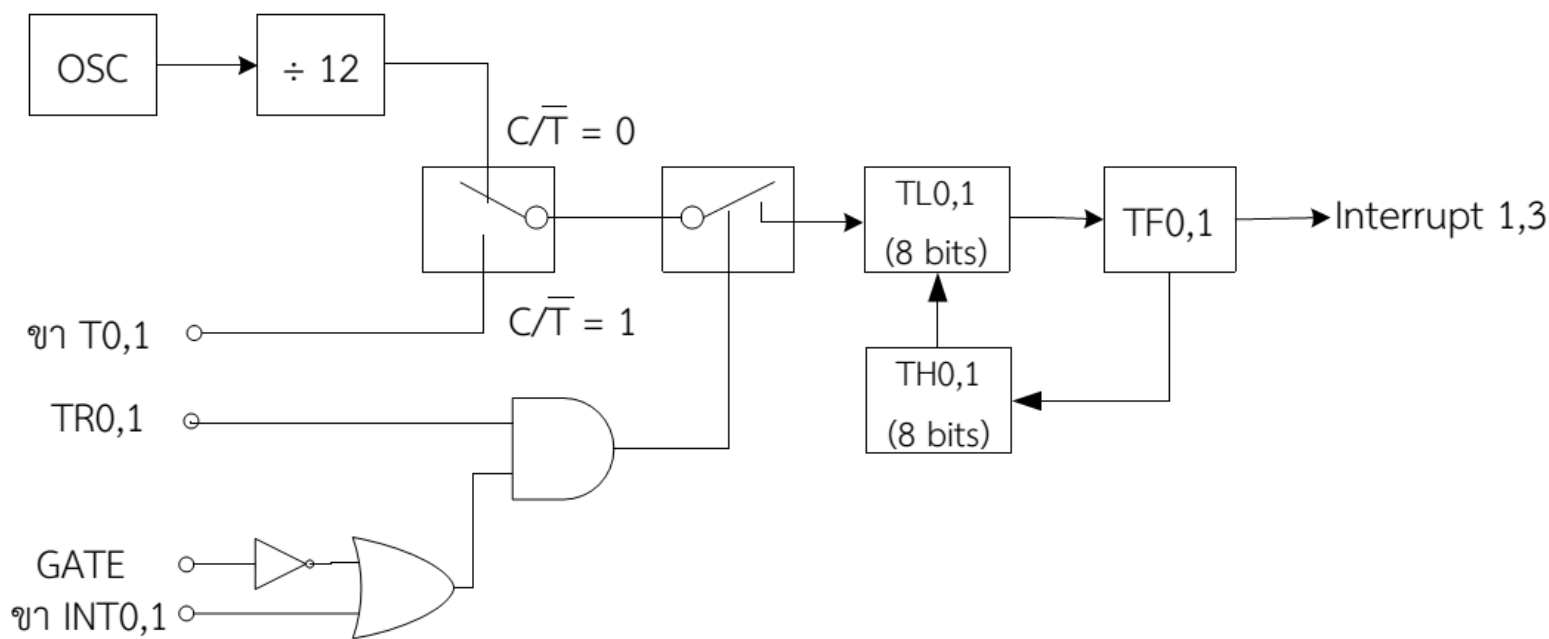 OSC
÷ 12
C/T̅ = 0
TL0,1
(8 bits)
TF0,1
Interrupt 1,3
ขา T0,1
C/T̅ = 1
TH0,1
(8 bits)
TR0,1
GATE
ขา INT0,1